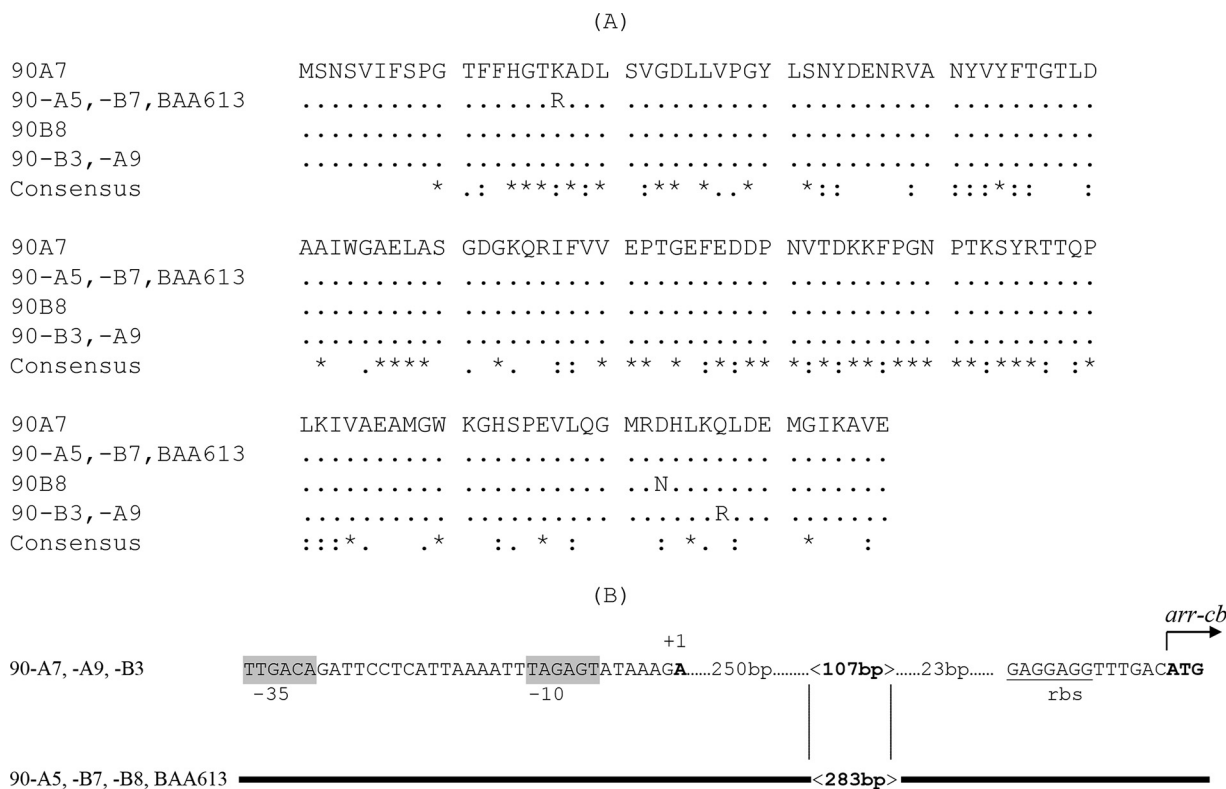 (A)
90A7 MSNSVIFSPG TFFHGTKADL SVGDLLVPGY LSNYDENRVA NYVYFTGTLD
90-A5,-B7,BAA613 .......... ......R... .......... .......... ..........
90B8 .......... .......... .......... .......... ..........
90-B3,-A9 .......... .......... .......... .......... ..........
Consensus * .: ***:*:* :** *..* *:: : :::*:: :
90A7 AAIWGAELAS GDGKQRIFVV EPTGEFEDDP NVTDKKFPGN PTKSYRTTQP
90-A5,-B7,BAA613 .......... .......... .......... .......... ..........
90B8 .......... .......... .......... .......... ..........
90-B3,-A9 .......... .......... .......... .......... ..........
Consensus * .**** . *. :: * ** * :*:** *:*:**:*** **:***: :*
90A7 LKIVAEAMGW KGHSPEVLQG MRDHLKQLDE MGIKAVE
90-A5,-B7,BAA613 .......... .......... .......... .......
90B8 .......... .......... ..N....... .......
90-B3,-A9 .......... .......... ......R... .......
Consensus :::*. .* :. * : : *. : * :
(B)
arr-cb
+1
90-A7, -A9, -B3 TTGACAGATTCCTCATTAAAATTTAGAGTATAAAGA......250bp.........<107bp>......23bp...... GAGGAGGTTTGACATG
-35 -10 rbs
90-A5, -B7, -B8, BAA613 <283bp>